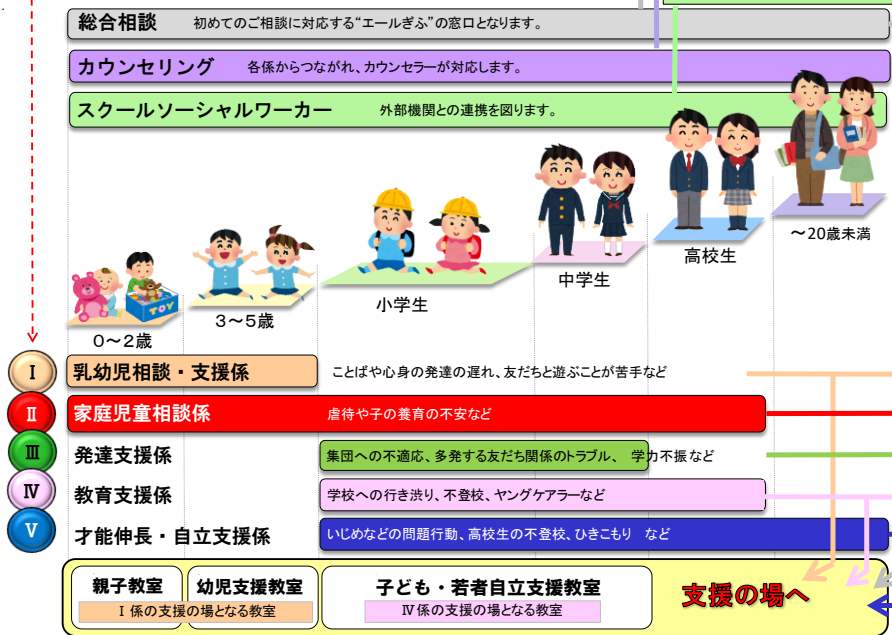 総合相談 初めてのご相談に対応する“エールぎふ”の窓口となります。
カウンセリング 各係からつながれ、カウンセラーが対応します。
スクールソーシャルワーカー 外部機関との連携を図ります。
～20歳未満
高校生
中学生
小学生
3～5歳
TOY
0～2歳
Ⅰ 乳幼児相談・支援係 ことばや心身の発達の遅れ、友だちと遊ぶことが苦手など
Ⅱ 家庭児童相談係 虐待や子の養育の不安など
Ⅲ 発達支援係 集団への不適応、多発する友だち関係のトラブル、 学力不振など
Ⅳ 教育支援係 学校への行き渋り、不登校、ヤングケアラーなど
Ⅴ 才能伸長・自立支援係 いじめなどの問題行動、高校生の不登校、ひきこもり など
親子教室 幼児支援教室 子ども・若者自立支援教室 支援の場へ
Ⅰ係の支援の場となる教室 Ⅳ係の支援の場となる教室